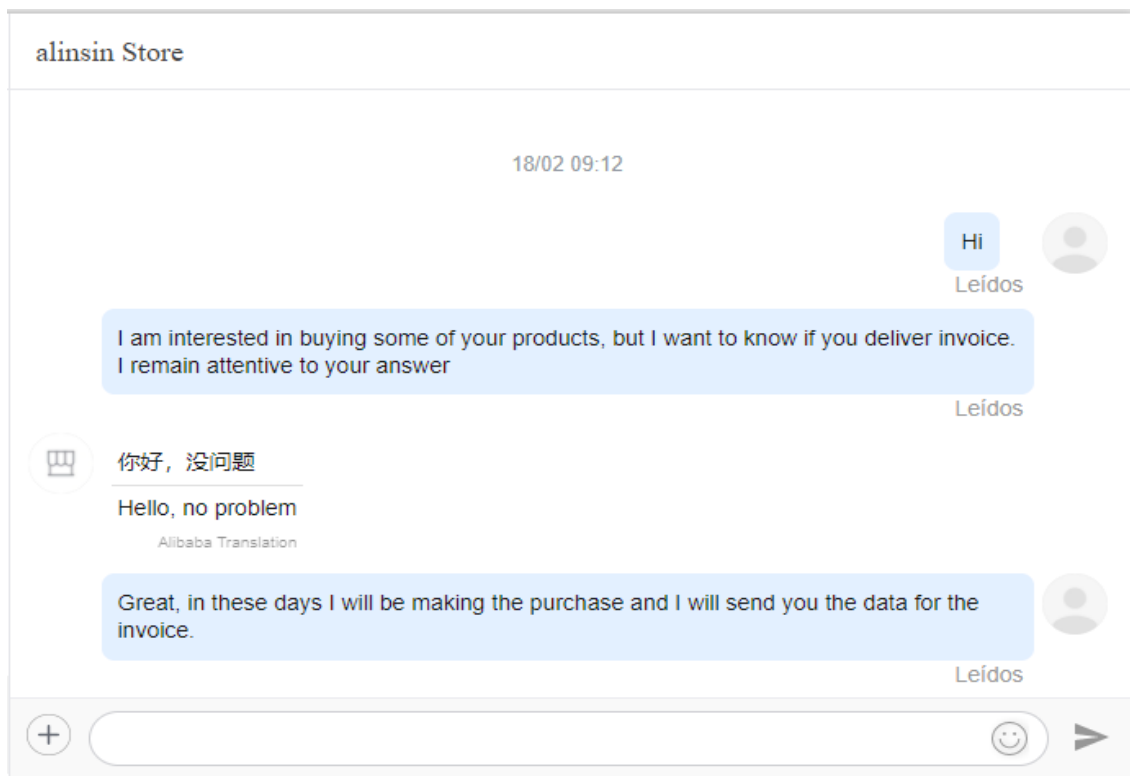 alinsin Store
18/02 09:12
Hi
Leídos
I am interested in buying some of your products, but I want to know if you deliver invoice.
I remain attentive to your answer
Leídos
你好，没问题
Hello, no problem
Alibaba Translation
Great, in these days I will be making the purchase and I will send you the data for the
invoice.
Leídos